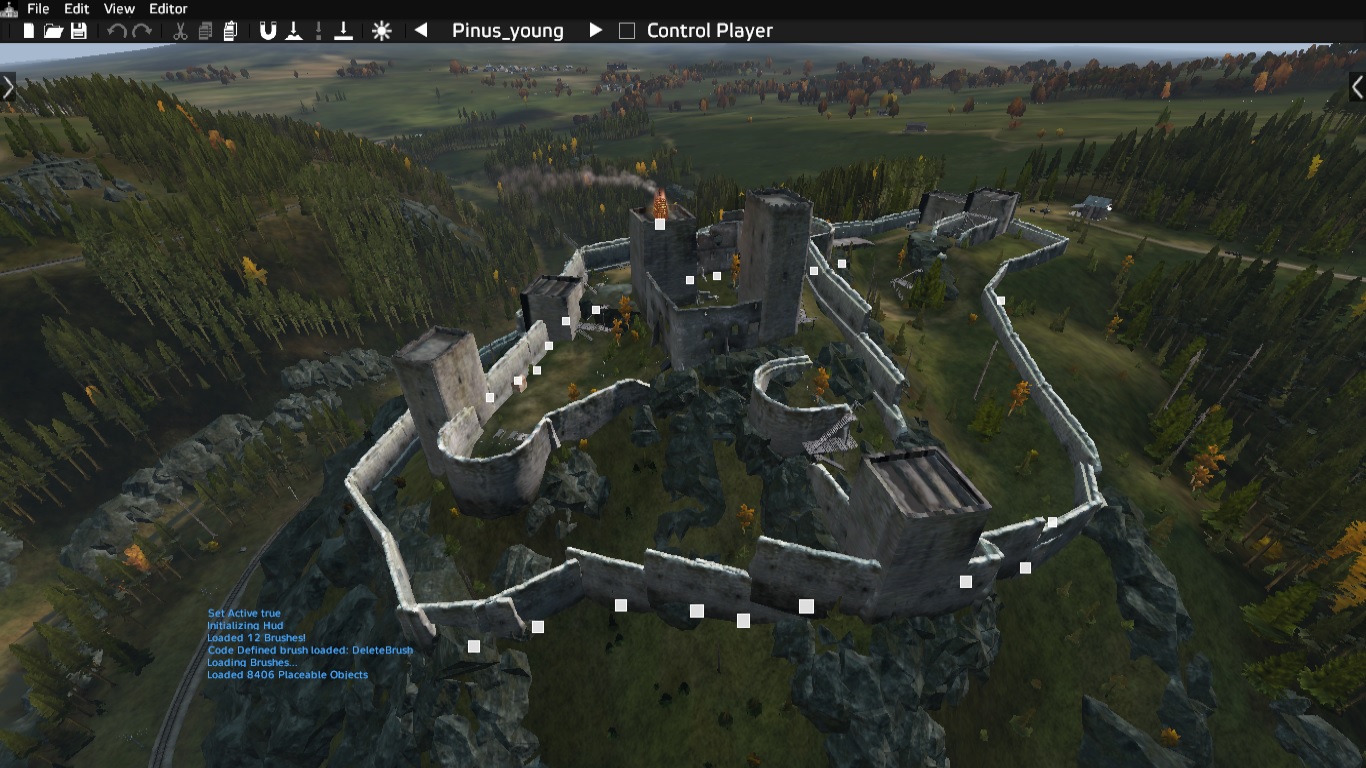 File Edit View Editor
Pinus_young Control Player
Set Active true
Initializing Hud
Loaded 12 Brushes!
Code Defined brush loaded: DeleteBrush
Loading Brushes...
Loaded 8406 Placeable Objects